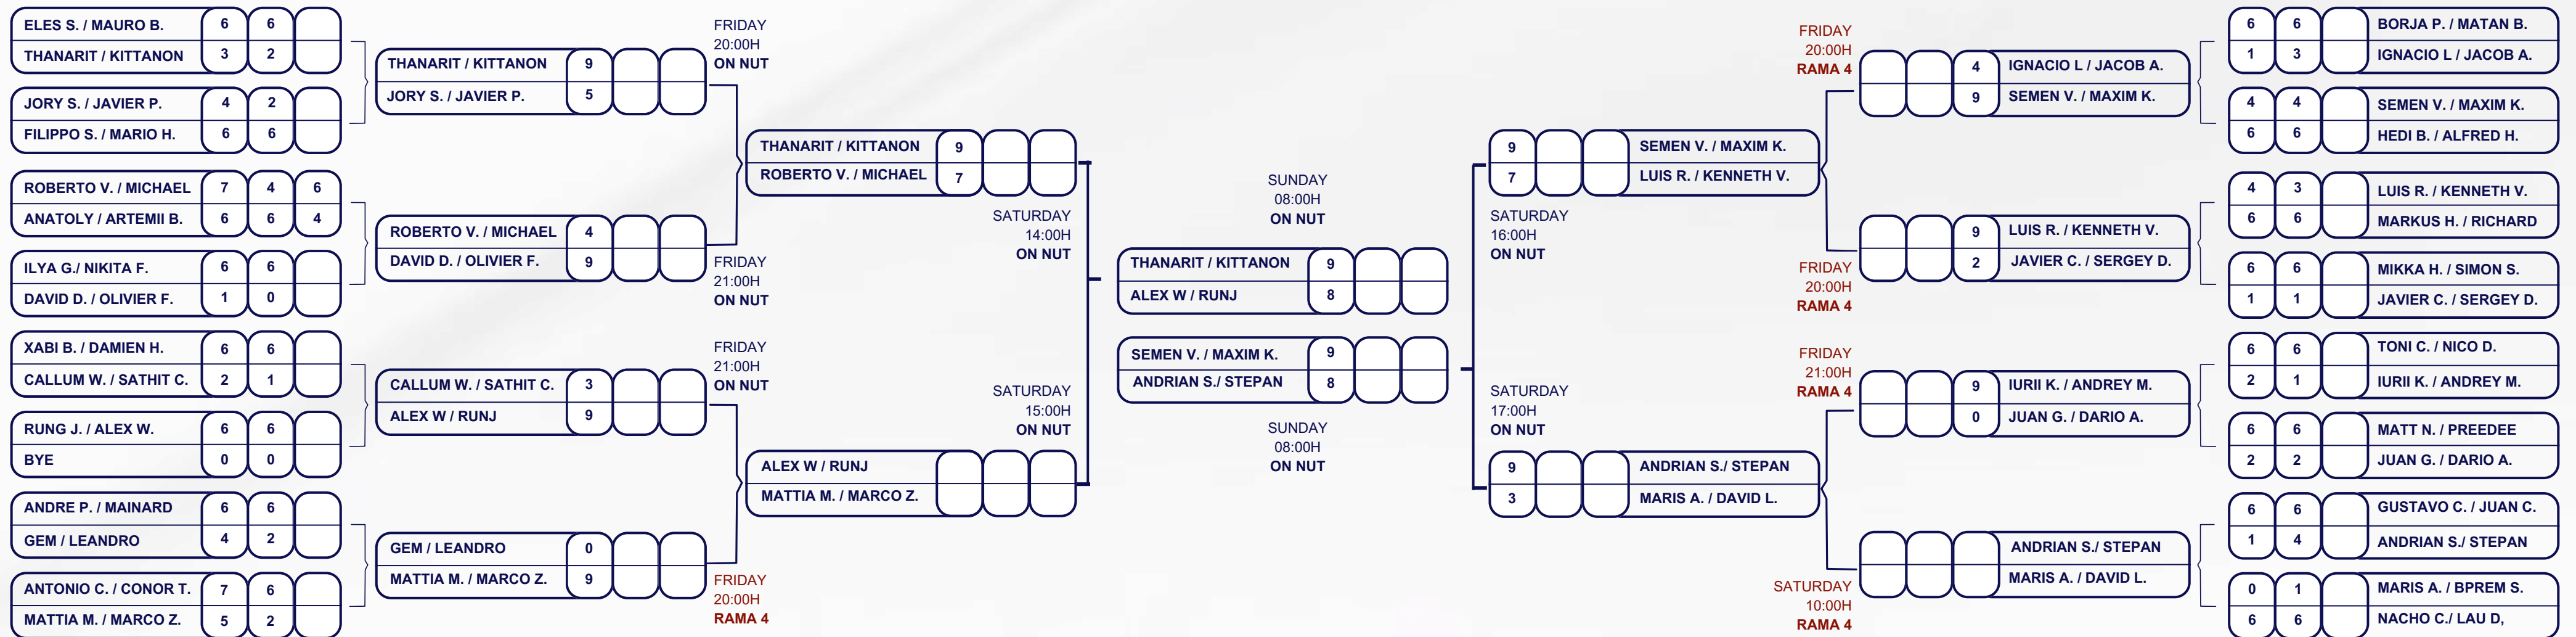 ELES S. / MAURO B. 6 6
THANARIT / KITTANON 3 2
JORY S. / JAVIER P. 4 2
FILIPPO S. / MARIO H. 6 6
ROBERTO V. / MICHAEL 7 4 6
ANATOLY / ARTEMII B. 6 6 4
ILYA G./ NIKITA F. 6 6
DAVID D. / OLIVIER F. 1 0
XABI B. / DAMIEN H. 6 6
CALLUM W. / SATHIT C. 2 1
RUNG J. / ALEX W. 6 6
BYE 0 0
ANDRE P. / MAINARD 6 6
GEM / LEANDRO 4 2
ANTONIO C. / CONOR T. 7 6
MATTIA M. / MARCO Z. 5 2
THANARIT / KITTANON 9
JORY S. / JAVIER P. 5
ROBERTO V. / MICHAEL 4
DAVID D. / OLIVIER F. 9
CALLUM W. / SATHIT C. 3
ALEX W / RUNJ 9
GEM / LEANDRO 0
MATTIA M. / MARCO Z. 9
FRIDAY
20:00H
ON NUT
FRIDAY
21:00H
ON NUT
FRIDAY
21:00H
ON NUT
FRIDAY
20:00H
RAMA 4
THANARIT / KITTANON 9
ROBERTO V. / MICHAEL 7
SATURDAY
14:00H
ON NUT
SATURDAY
15:00H
ON NUT
ALEX W / RUNJ
MATTIA M. / MARCO Z.
SUNDAY
08:00H
ON NUT
THANARIT / KITTANON 9
ALEX W / RUNJ 8
SEMEN V. / MAXIM K. 9
ANDRIAN S./ STEPAN 8
SUNDAY
08:00H
ON NUT
9 SEMEN V. / MAXIM K.
7 LUIS R. / KENNETH V.
SATURDAY
16:00H
ON NUT
SATURDAY
17:00H
ON NUT
9 ANDRIAN S./ STEPAN
3 MARIS A. / DAVID L.
FRIDAY
20:00H
RAMA 4
FRIDAY
20:00H
RAMA 4
FRIDAY
21:00H
RAMA 4
SATURDAY
10:00H
RAMA 4
4 IGNACIO L / JACOB A.
9 SEMEN V. / MAXIM K.
9 LUIS R. / KENNETH V.
2 JAVIER C. / SERGEY D.
9 IURII K. / ANDREY M.
0 JUAN G. / DARIO A.
ANDRIAN S./ STEPAN
MARIS A. / DAVID L.
6 6 BORJA P. / MATAN B.
1 3 IGNACIO L / JACOB A.
4 4 SEMEN V. / MAXIM K.
6 6 HEDI B. / ALFRED H.
4 3 LUIS R. / KENNETH V.
6 6 MARKUS H. / RICHARD
6 6 MIKKA H. / SIMON S.
1 1 JAVIER C. / SERGEY D.
6 6 TONI C. / NICO D.
2 1 IURII K. / ANDREY M.
6 6 MATT N. / PREEDEE
2 2 JUAN G. / DARIO A.
6 6 GUSTAVO C. / JUAN C.
1 4 ANDRIAN S./ STEPAN
0 1 MARIS A. / BPREM S.
6 6 NACHO C./ LAU D,